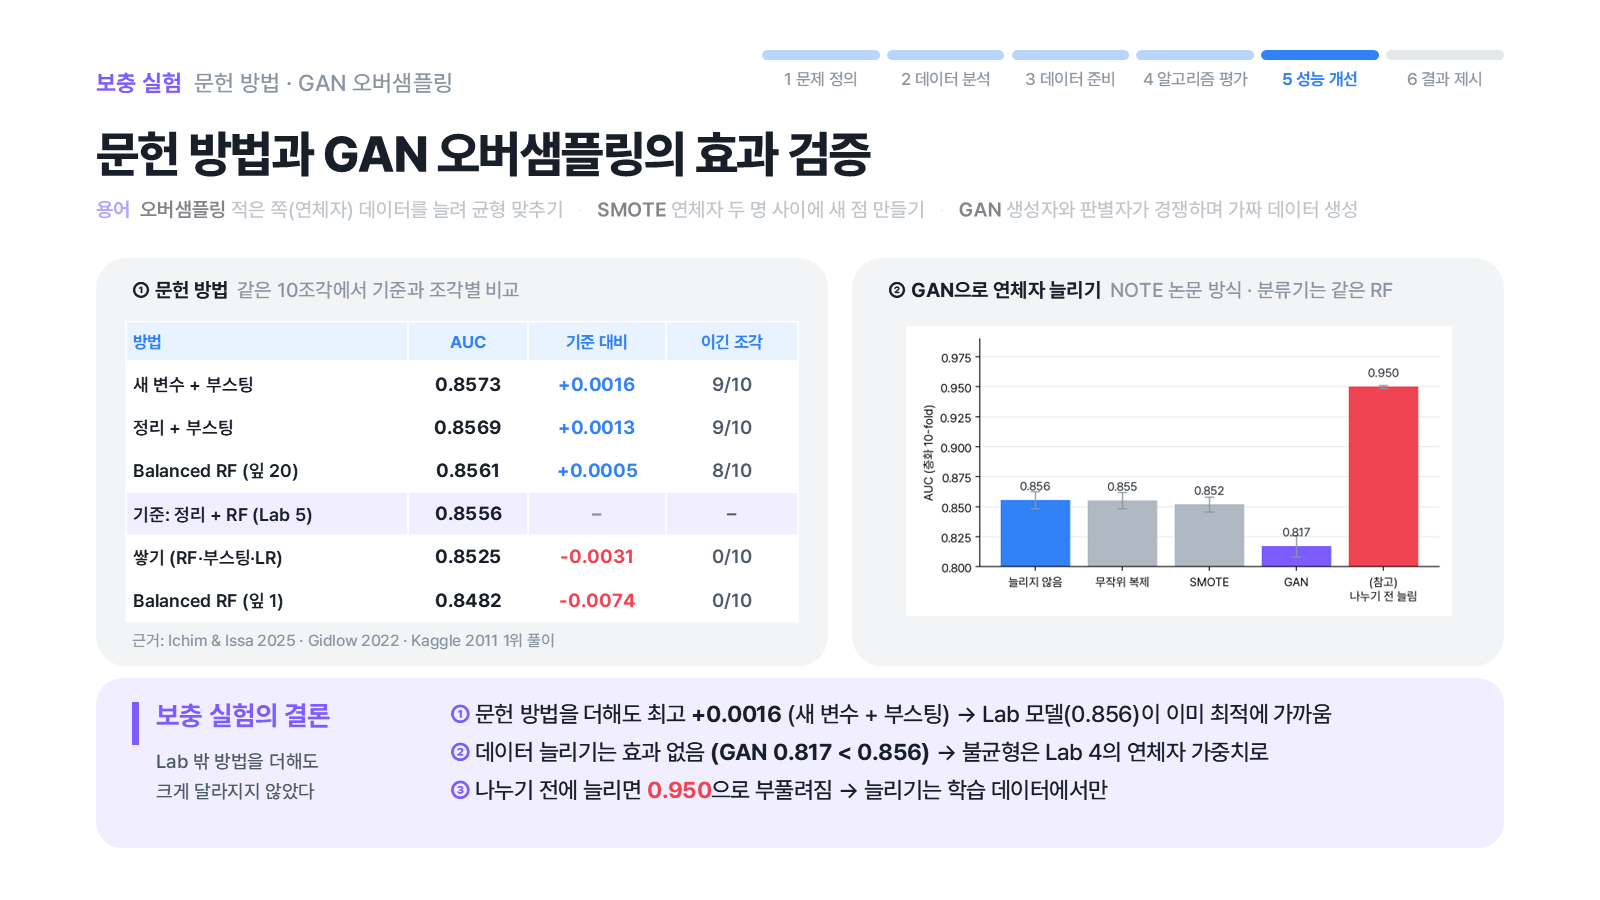 보충 실험 문헌 방법 · GAN 오버샘플링
1 문제 정의
2 데이터 분석
3 데이터 준비
4 알고리즘 평가
5 성능 개선
6 결과 제시
문헌 방법과 GAN 오버샘플링의 효과 검증
용어 오버샘플링 적은 쪽(연체자) 데이터를 늘려 균형 맞추기 · SMOTE 연체자 두 명 사이에 새 점 만들기 · GAN 생성자와 판별자가 경쟁하며 가짜 데이터 생성
① 문헌 방법 같은 10조각에서 기준과 조각별 비교
방법 AUC 기준 대비 이긴 조각
새 변수 + 부스팅 0.8573 +0.0016 9/10
정리 + 부스팅 0.8569 +0.0013 9/10
Balanced RF (잎 20) 0.8561 +0.0005 8/10
기준: 정리 + RF (Lab 5) 0.8556 – –
쌓기 (RF·부스팅·LR) 0.8525 -0.0031 0/10
Balanced RF (잎 1) 0.8482 -0.0074 0/10
근거: Ichim & Issa 2025 · Gidlow 2022 · Kaggle 2011 1위 풀이
② GAN으로 연체자 늘리기 NOTE 논문 방식 · 분류기는 같은 RF
AUC (층화 10-fold)
0.975
0.950
0.925
0.900
0.875
0.850
0.825
0.800
0.856
0.855
0.852
0.817
0.950
늘리지 않음
무작위 복제
SMOTE
GAN
(참고)
나누기 전 늘림
보충 실험의 결론
Lab 밖 방법을 더해도
크게 달라지지 않았다
① 문헌 방법을 더해도 최고 +0.0016 (새 변수 + 부스팅) → Lab 모델(0.856)이 이미 최적에 가까움
② 데이터 늘리기는 효과 없음 (GAN 0.817 < 0.856) → 불균형은 Lab 4의 연체자 가중치로
③ 나누기 전에 늘리면 0.950으로 부풀려짐 → 늘리기는 학습 데이터에서만